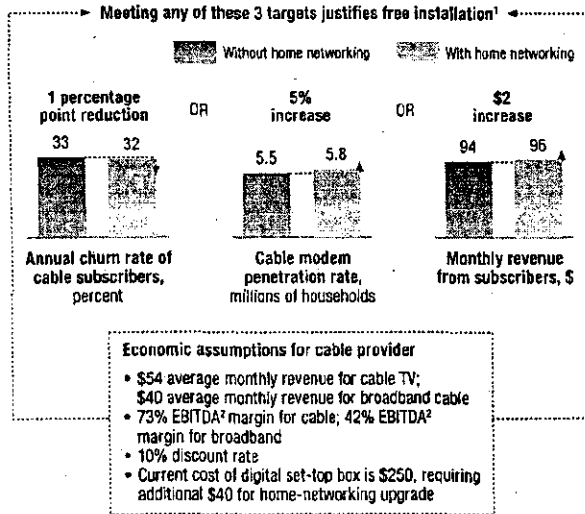 Meeting any of these 3 targets justifies free installation¹
Without home networking With home networking
1 percentage point reduction
OR
5% increase
OR
$2 increase
33 32
5.5 5.8
94 96
Annual churn rate of cable subscribers, percent
Cable modem penetration rate, millions of households
Monthly revenue from subscribers, $
Economic assumptions for cable provider
• $54 average monthly revenue for cable TV;
$40 average monthly revenue for broadband cable
• 73% EBITDA² margin for cable; 42% EBITDA²
margin for broadband
• 10% discount rate
• Current cost of digital set-top box is $250, requiring
additional $40 for home-networking upgrade